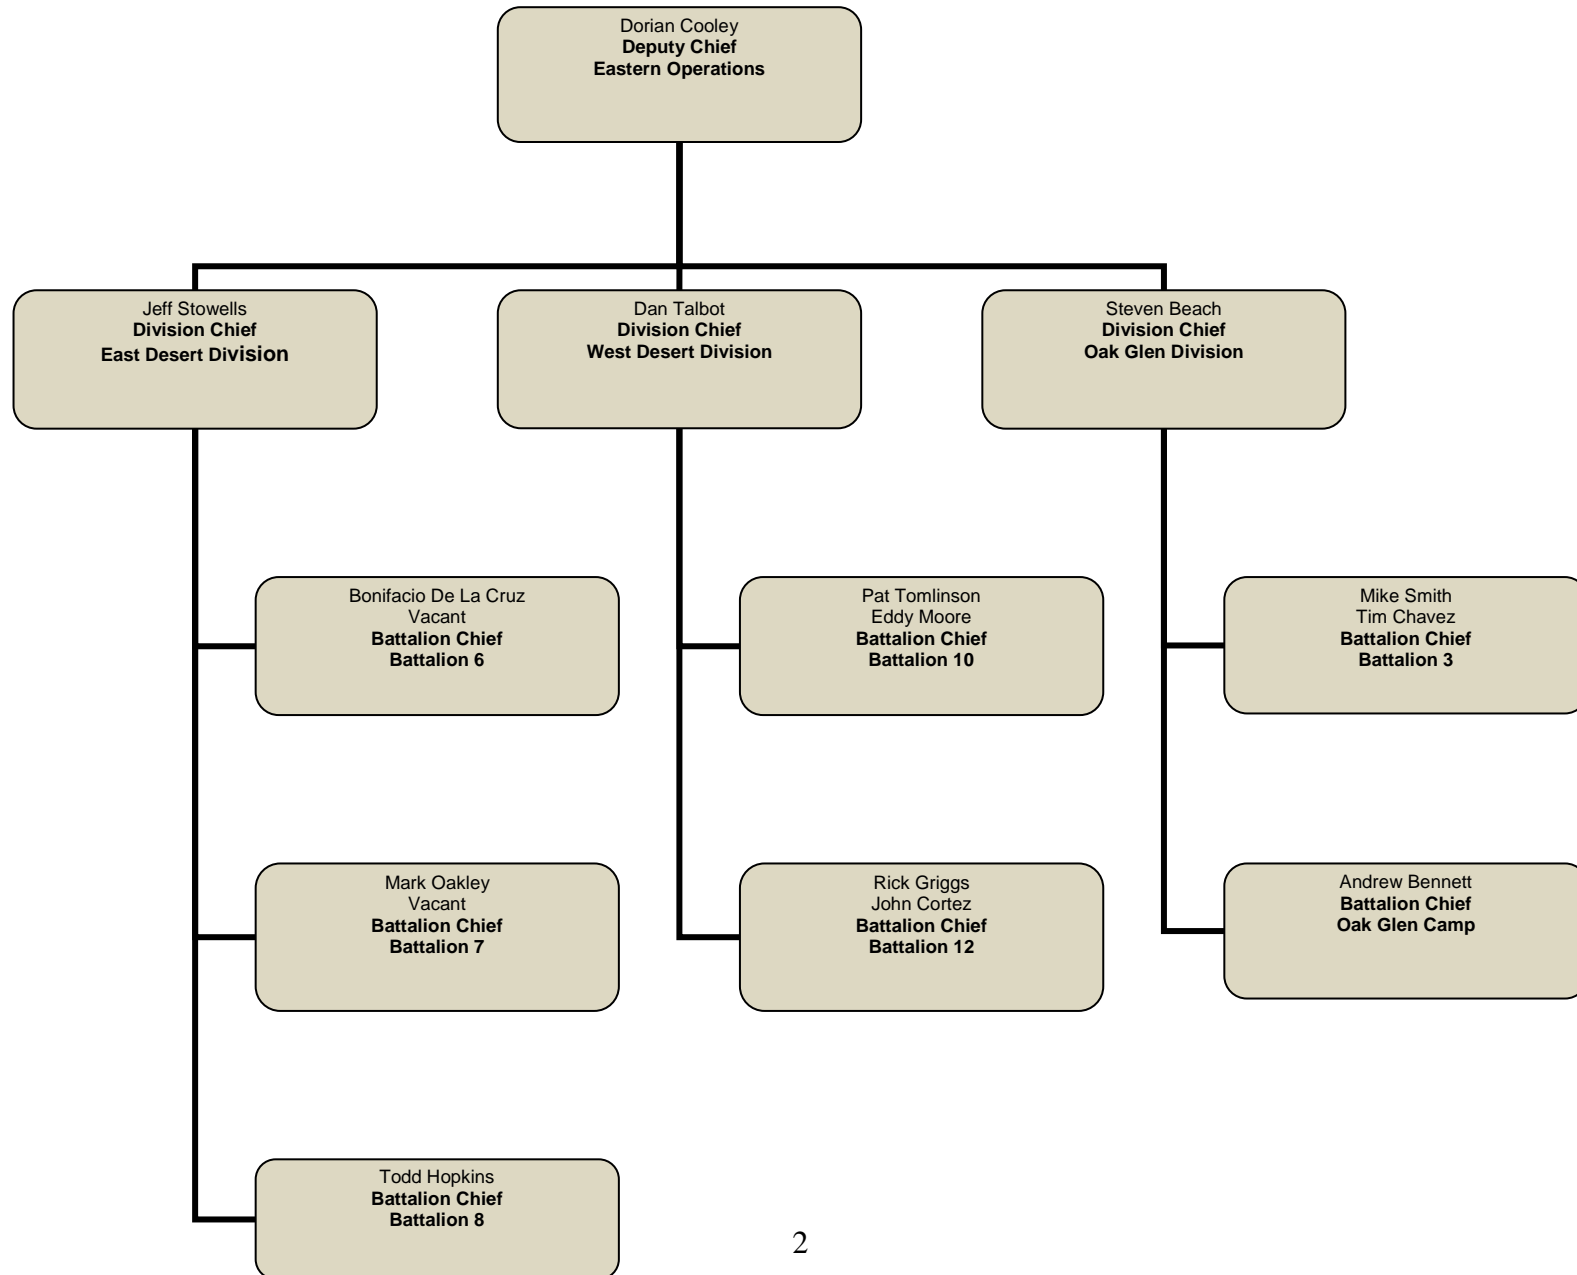 Dorian Cooley
Deputy Chief
Eastern Operations
Jeff Stowells
Division Chief
East Desert Division
Dan Talbot
Division Chief
West Desert Division
Steven Beach
Division Chief
Oak Glen Division
Bonifacio De La Cruz
Vacant
Battalion Chief
Battalion 6
Pat Tomlinson
Eddy Moore
Battalion Chief
Battalion 10
Mike Smith
Tim Chavez
Battalion Chief
Battalion 3
Mark Oakley
Vacant
Battalion Chief
Battalion 7
Rick Griggs
John Cortez
Battalion Chief
Battalion 12
Andrew Bennett
Battalion Chief
Oak Glen Camp
Todd Hopkins
Battalion Chief
Battalion 8
2